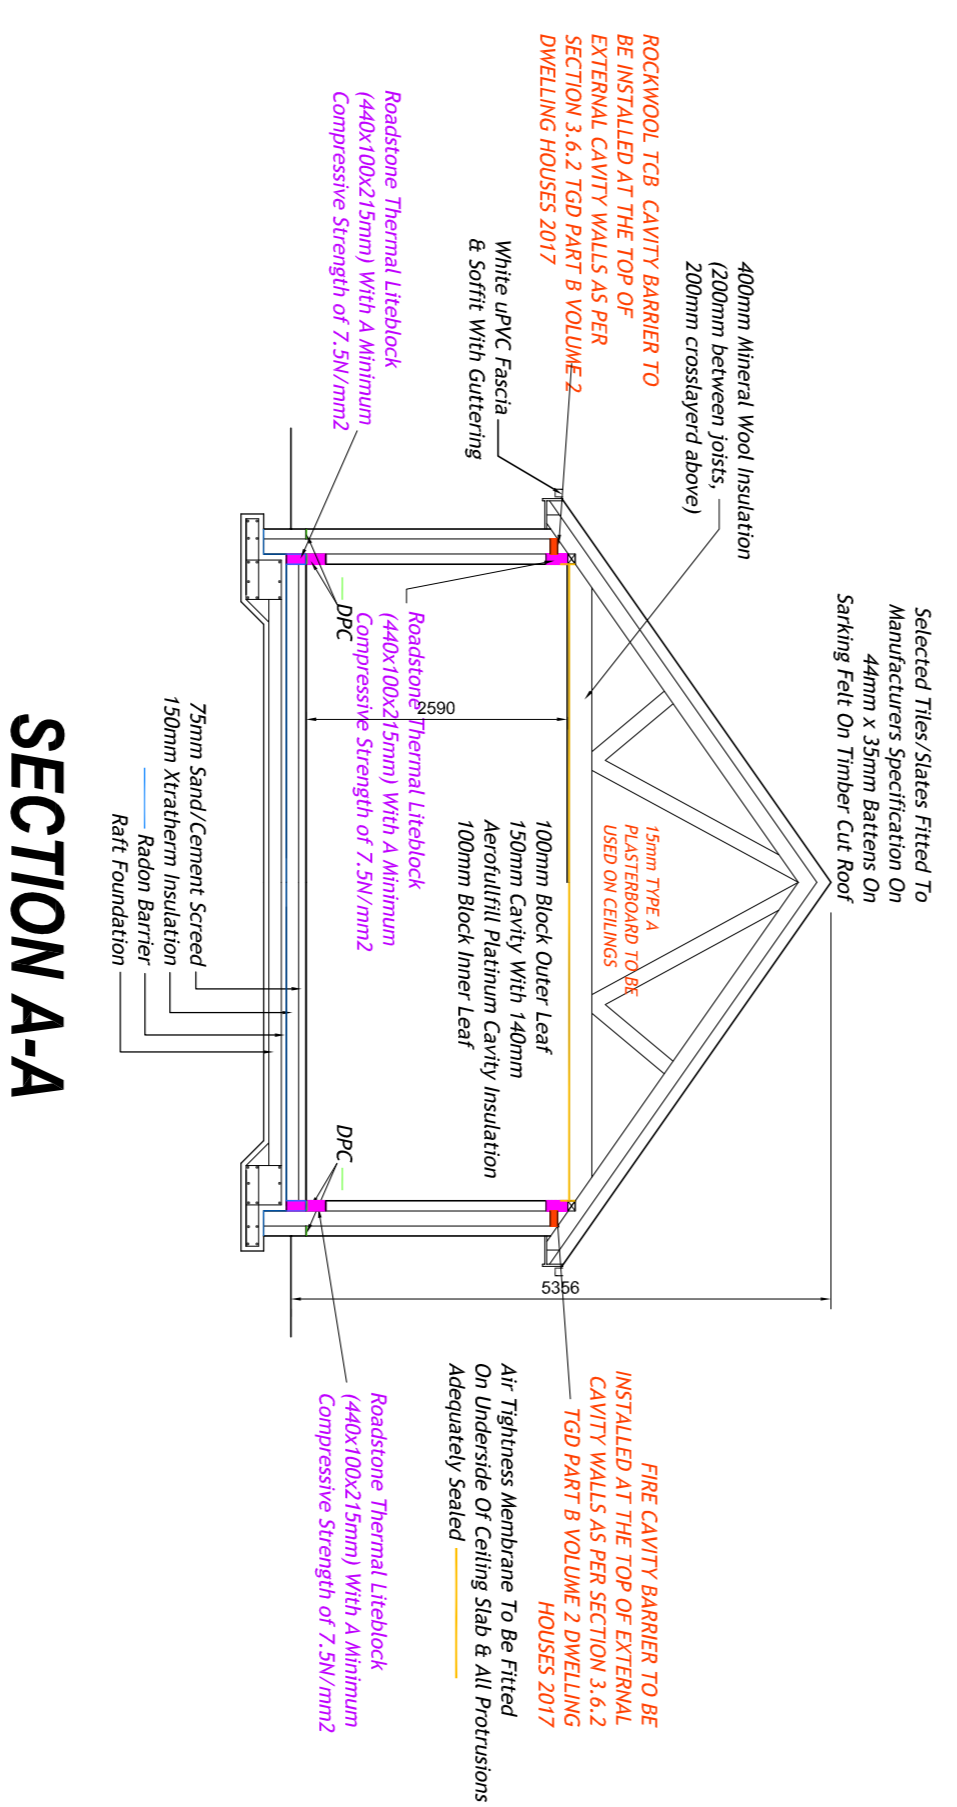 Selected Tiles/Slates Fitted To
Manufacturers Specification On
44mm x 35mm Battens On
Sarking Felt On Timber Cut Roof
400mm Mineral Wool Insulation
(200mm between joists,
200mm crosslayerd above)
ROCKWOOL TCB CAVITY BARRIER TO
BE INSTALLED AT THE TOP OF
EXTERNAL CAVITY WALLS AS PER
SECTION 3.6.2 TGD PART B VOLUME 2
DWELLING HOUSES 2017
White uPVC Fascia
& Soffit With Guttering
Roadstone Thermal Liteblock
(440x100x215mm) With A Minimum
Compressive Strength of 7.5N/mm2
15mm TYPE A
PLASTERBOARD TO BE
USED ON CEILINGS
FIRE CAVITY BARRIER TO BE
INSTALLED AT THE TOP OF EXTERNAL
CAVITY WALLS AS PER SECTION 3.6.2
TGD PART B VOLUME 2 DWELLING
HOUSES 2017
5356
100mm Block Outer Leaf
150mm Cavity With 140mm
Aerofullfill Platinum Cavity Insulation
100mm Block Inner Leaf
2590
Roadstone Thermal Liteblock
(440x100x215mm) With A Minimum
Compressive Strength of 7.5N/mm2
DPC
DPC
Air Tightness Membrane To Be Fitted
On Underside Of Ceiling Slab & All Protrusions
Adequately Sealed
Roadstone Thermal Liteblock
(440x100x215mm) With A Minimum
Compressive Strength of 7.5N/mm2
75mm Sand/Cement Screed
150mm Xtratherm Insulation
Radon Barrier
Raft Foundation
SECTION A-A